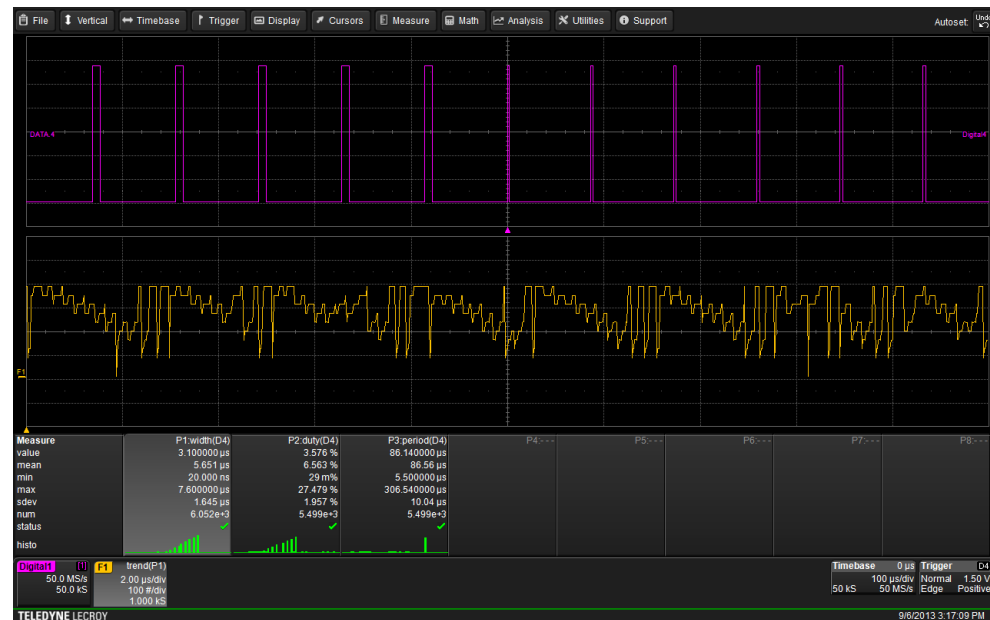 File Vertical Timebase Trigger Display Cursors Measure Math Analysis Utilities Support Autoset: Undo
DATA.4 Digital4
F1
Measure P1:width(D4) P2:duty(D4) P3:period(D4) P4:--- P5:--- P6:--- P7:--- P8:---
value 3.100000 µs 3.576 % 86.140000 µs
mean 5.651 µs 6.563 % 86.56 µs
min 20.000 ns 29 m% 5.500000 µs
max 7.600000 µs 27.479 % 306.540000 µs
sdev 1.645 µs 1.957 % 10.04 µs
num 6.052e+3 5.499e+3 5.499e+3
status
histo
Digital1 [1] F1 trend(P1) Timebase 0 µs Trigger D4
50.0 MS/s 2.00 µs/div 100 µs/div Normal 1.50 V
50.0 kS 100 #/div 50 kS 50 MS/s Edge Positive
1.000 kS
TELEDYNE LECROY 9/6/2013 3:17:09 PM